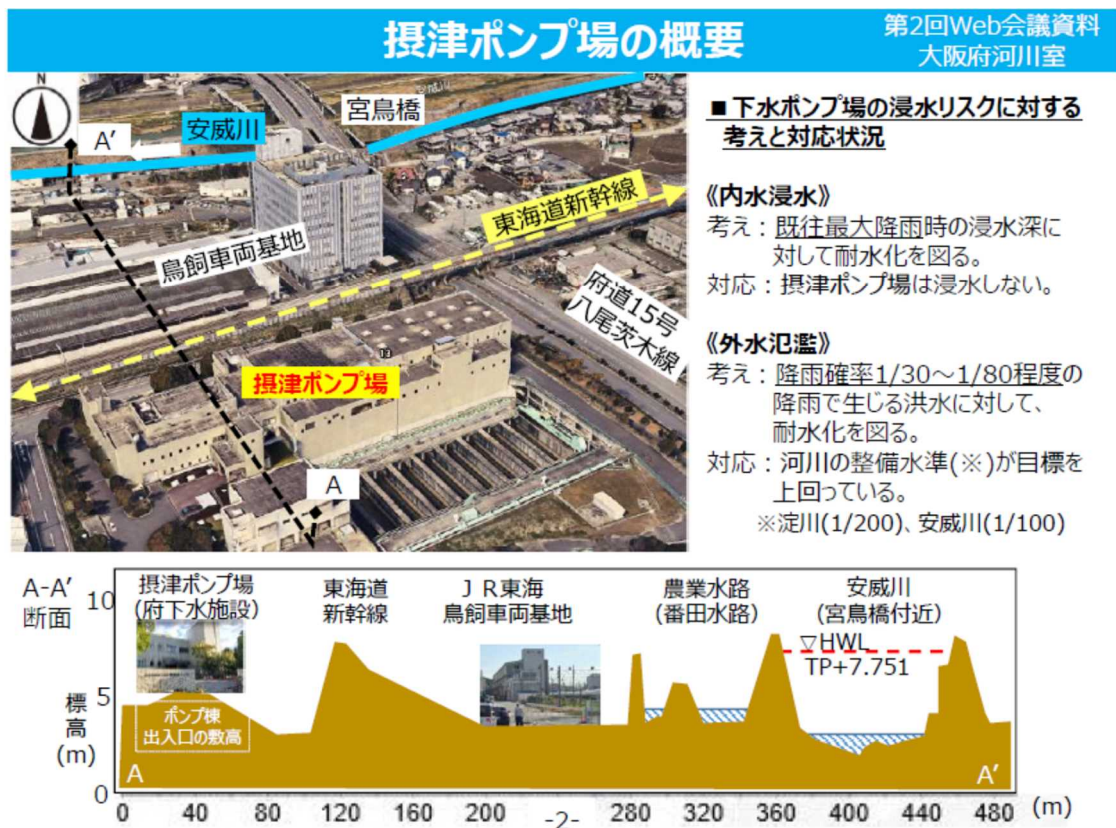 摂津ポンプ場の概要
第2回Web会議資料
大阪府河川室
N
A’
安威川
宮鳥橋
東海道新幹線
鳥飼車両基地
府道15号
八尾茨木線
13
摂津ポンプ場
A
■下水ポンプ場の浸水リスクに対する
考えと対応状況
《内水浸水》
考え：既往最大降雨時の浸水深に
対して耐水化を図る。
対応：摂津ポンプ場は浸水しない。
《外水氾濫》
考え：降雨確率1/30～1/80程度の
降雨で生じる洪水に対して、
耐水化を図る。
対応：河川の整備水準(※)が目標を
上回っている。
※淀川(1/200)、安威川(1/100)
A-A’
断面
10
摂津ポンプ場
(府下水施設)
東海道
新幹線
ＪＲ東海
鳥飼車両基地
農業水路
(番田水路)
安威川
(宮鳥橋付近)
▽HWL
TP+7.751
標高
(m)
5
ポンプ棟
出入口の敷高
A
A’
0
0 40 80 120 160 200 280 320 360 400 440 480 (m)
-2-